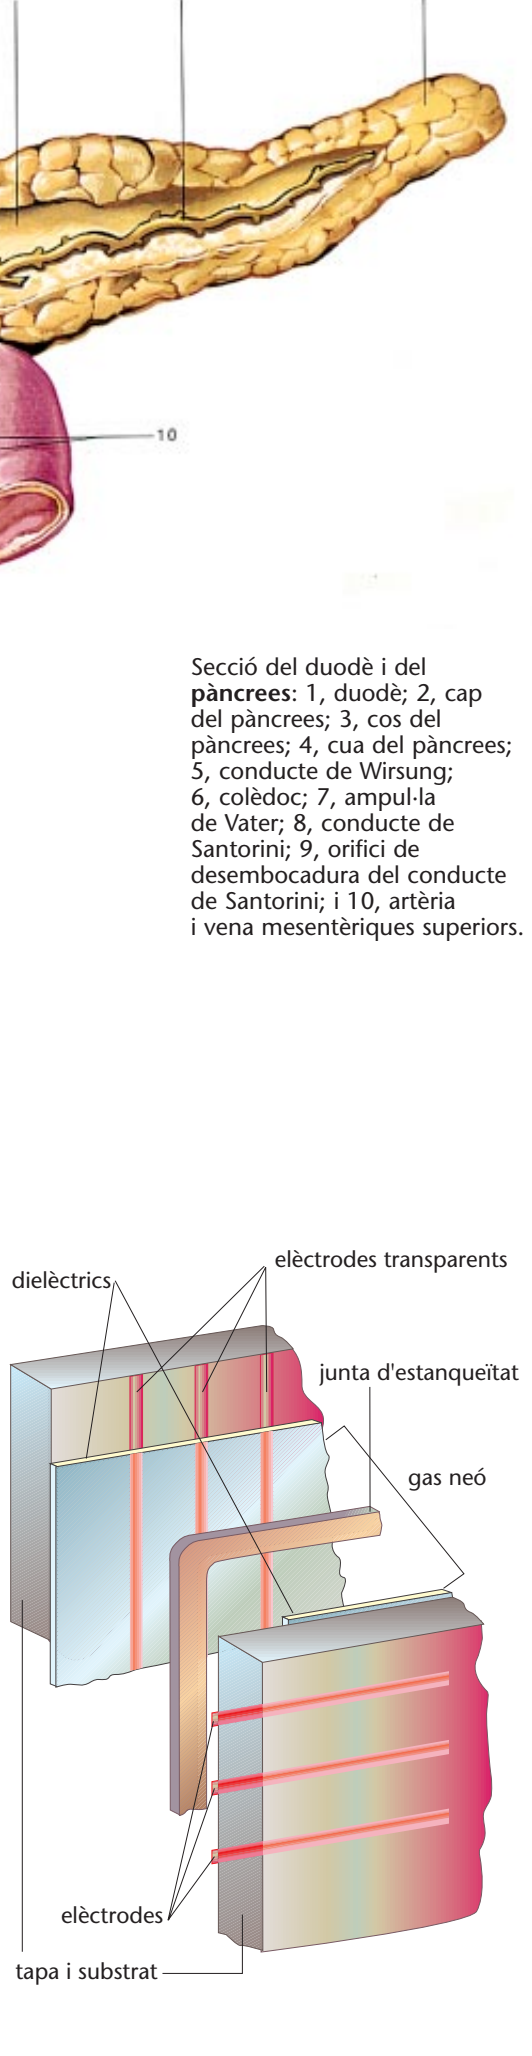 10
Secció del duodè i del
pàncrees: 1, duodè; 2, cap
del pàncrees; 3, cos del
pàncrees; 4, cua del pàncrees;
5, conducte de Wirsung;
6, colèdoc; 7, ampul·la
de Vater; 8, conducte de
Santorini; 9, orifici de
desembocadura del conducte
de Santorini; i 10, artèria
i vena mesentèriques superiors.
elèctrodes transparents
dielèctrics
junta d'estanqueïtat
gas neó
elèctrodes
tapa i substrat